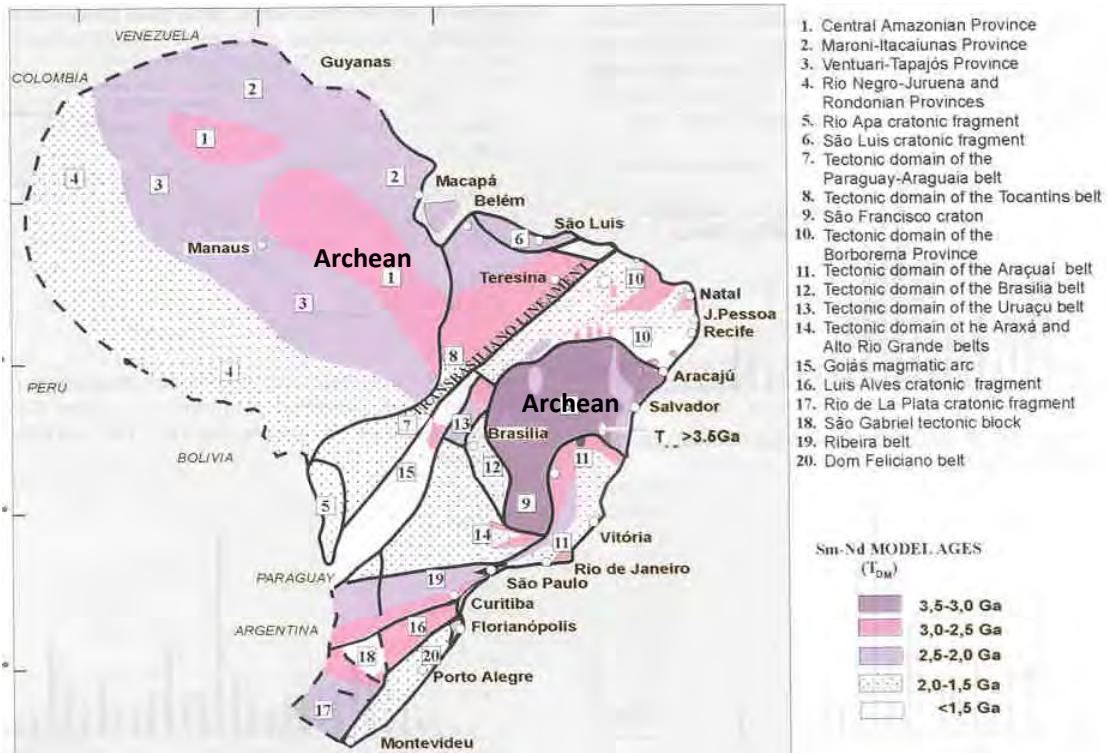 VENEZUELA
COLOMBIA
Guyanas
2
1
4
3
2
Macapá
Belém
São Luis
6
Manaus
Archean
1
Teresina
10
Natal
J.Pessoa
Recife
3
TRANSBRASILIANO LINEAMENT
10
8
4
PERU
Aracajú
Archean
Salvador
7
13
Brasilia
T >3.5Ga
BOLIVIA
15
12
11
5
9
14
11
Vitória
Rio de Janeiro
PARAGUAY
19
São Paulo
Curitiba
ARGENTINA
16
Florianópolis
18
20
Porto Alegre
17
Montevideu
1. Central Amazonian Province
2. Maroni-Itacaiunas Province
3. Ventuari-Tapajós Province
4. Rio Negro-Juruena and
Rondonian Provinces
5. Rio Apa cratonic fragment
6. São Luis cratonic fragment
7. Tectonic domain of the
Paraguay-Araguaia belt
8. Tectonic domain of the Tocantins belt
9. São Francisco craton
10. Tectonic domain of the
Borborema Province
11. Tectonic domain of the Araçuaí belt
12. Tectonic domain of the Brasilia belt
13. Tectonic domain of the Uruaçu belt
14. Tectonic domain ot he Araxá and
Alto Rio Grande belts
15. Goiás magmatic arc
16. Luis Alves cratonic fragment
17. Rio de La Plata cratonic fragment
18. São Gabriel tectonic block
19. Ribeira belt
20. Dom Feliciano belt
Sm-Nd MODEL AGES
(TDM)
3,5-3,0 Ga
3,0-2,5 Ga
2,5-2,0 Ga
2,0-1,5 Ga
<1,5 Ga